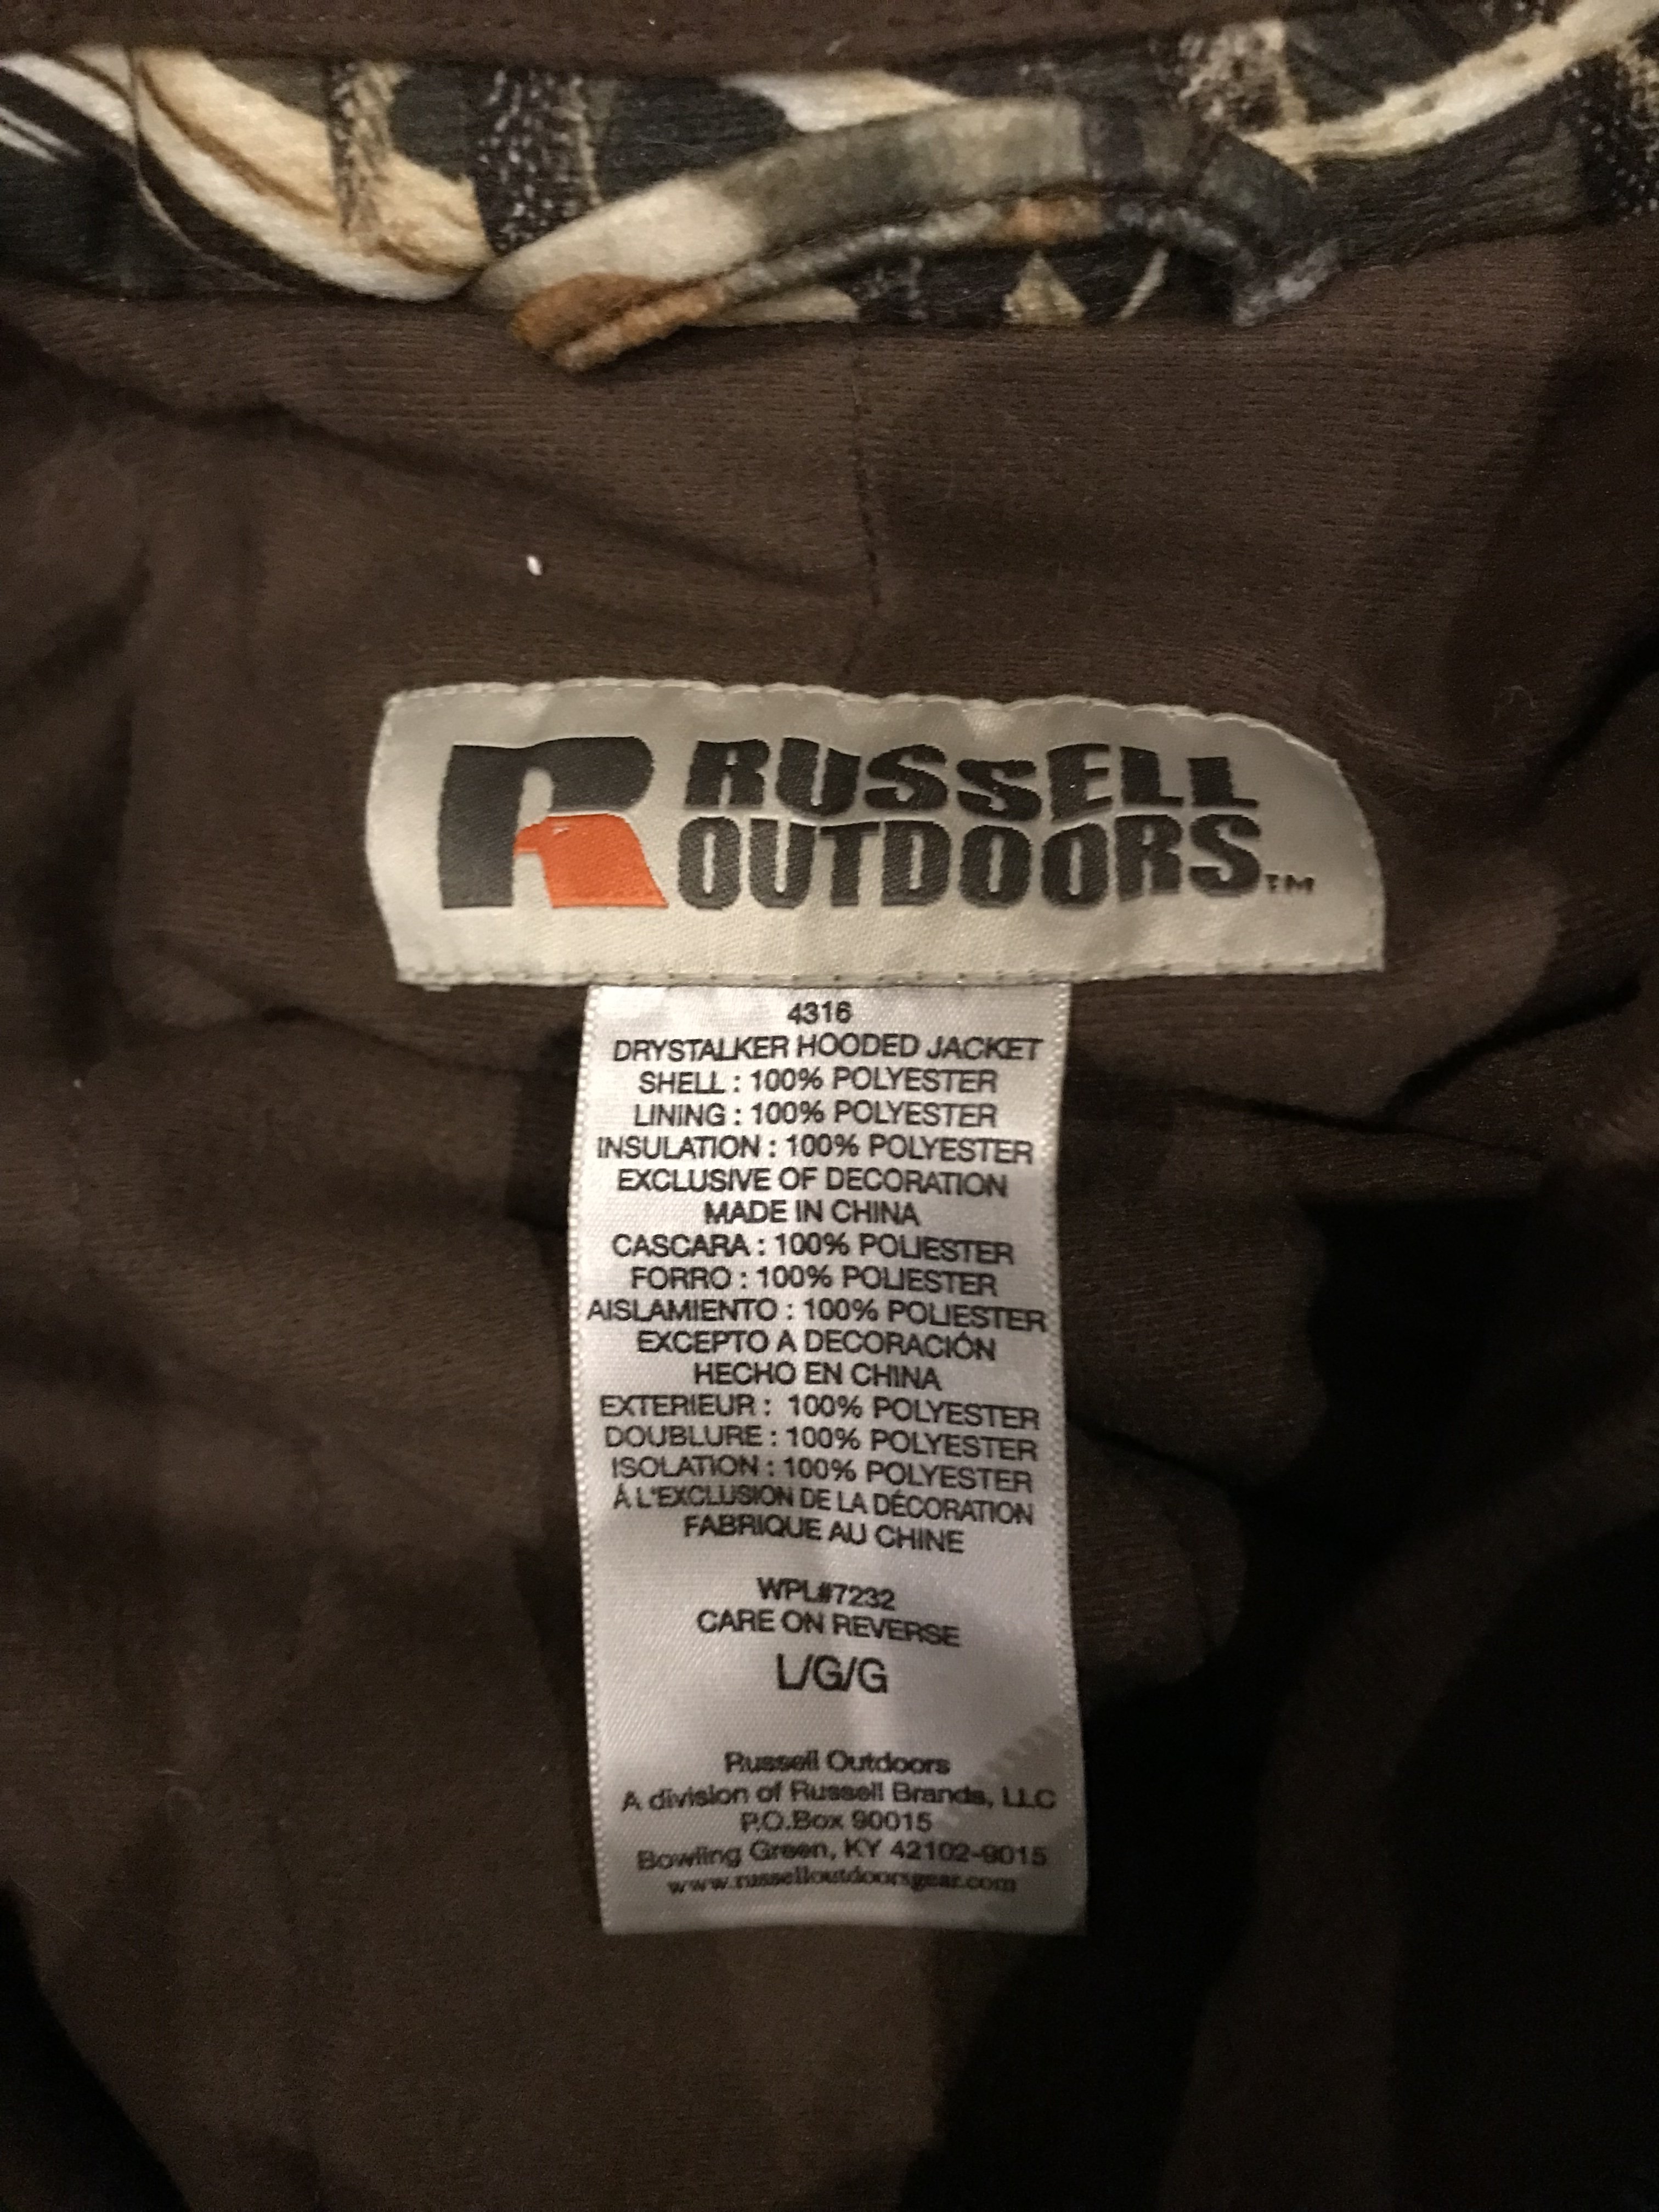 RUSSELL
OUTDOORS™
4316
DRYSTALKER HOODED JACKET
SHELL : 100% POLYESTER
LINING : 100% POLYESTER
INSULATION : 100% POLYESTER
EXCLUSIVE OF DECORATION
MADE IN CHINA
CASCARA : 100% POLIESTER
FORRO : 100% POLIESTER
AISLAMIENTO : 100% POLIESTER
EXCEPTO A DECORACIÓN
HECHO EN CHINA
EXTERIEUR : 100% POLYESTER
DOUBLURE : 100% POLYESTER
ISOLATION : 100% POLYESTER
Á L'EXCLUSION DE LA DÉCORATION
FABRIQUE AU CHINE
WPL#7232
CARE ON REVERSE
L/G/G
Russell Outdoors
A division of Russell Brands, LLC
P.O.Box 90015
Bowling Green, KY 42102-9015
www.russelloutdoorsgear.com